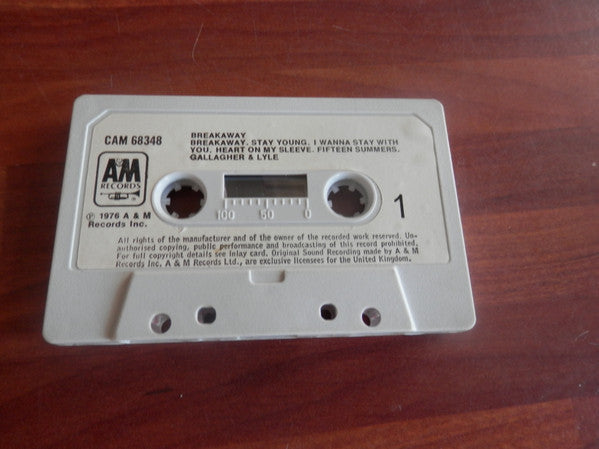 CAM 68348
BREAKAWAY
BREAKAWAY. STAY YOUNG. I WANNA STAY WITH
YOU. HEART ON MY SLEEVE. FIFTEEN SUMMERS.
GALLAGHER & LYLE
A&M
RECORDS
Ⓟ 1976 A & M
Records Inc.
100 50 0
1
All rights of the manufacturer and of the owner of the recorded work reserved. Un-
authorised copying, public performance and broadcasting of this record prohibited.
For full copyright details see inlay card. Original Sound Recording made by A & M
Records Inc. A & M Records Ltd., are exclusive licensees for the United Kingdom.